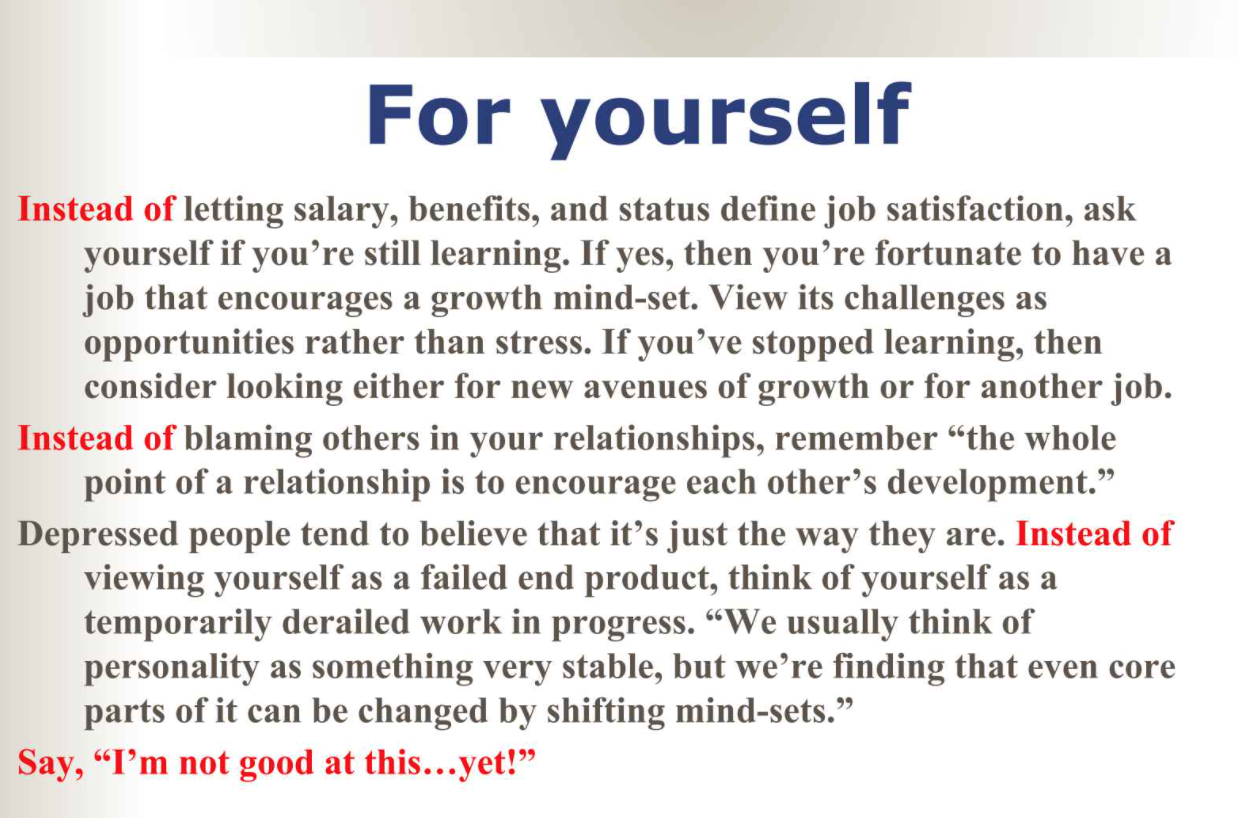 For yourself
Instead of letting salary, benefits, and status define job satisfaction, ask
yourself if you’re still learning. If yes, then you’re fortunate to have a
job that encourages a growth mind-set. View its challenges as
opportunities rather than stress. If you’ve stopped learning, then
consider looking either for new avenues of growth or for another job.
Instead of blaming others in your relationships, remember “the whole
point of a relationship is to encourage each other’s development.”
Depressed people tend to believe that it’s just the way they are. Instead of
viewing yourself as a failed end product, think of yourself as a
temporarily derailed work in progress. “We usually think of
personality as something very stable, but we’re finding that even core
parts of it can be changed by shifting mind-sets.”
Say, “I’m not good at this…yet!”